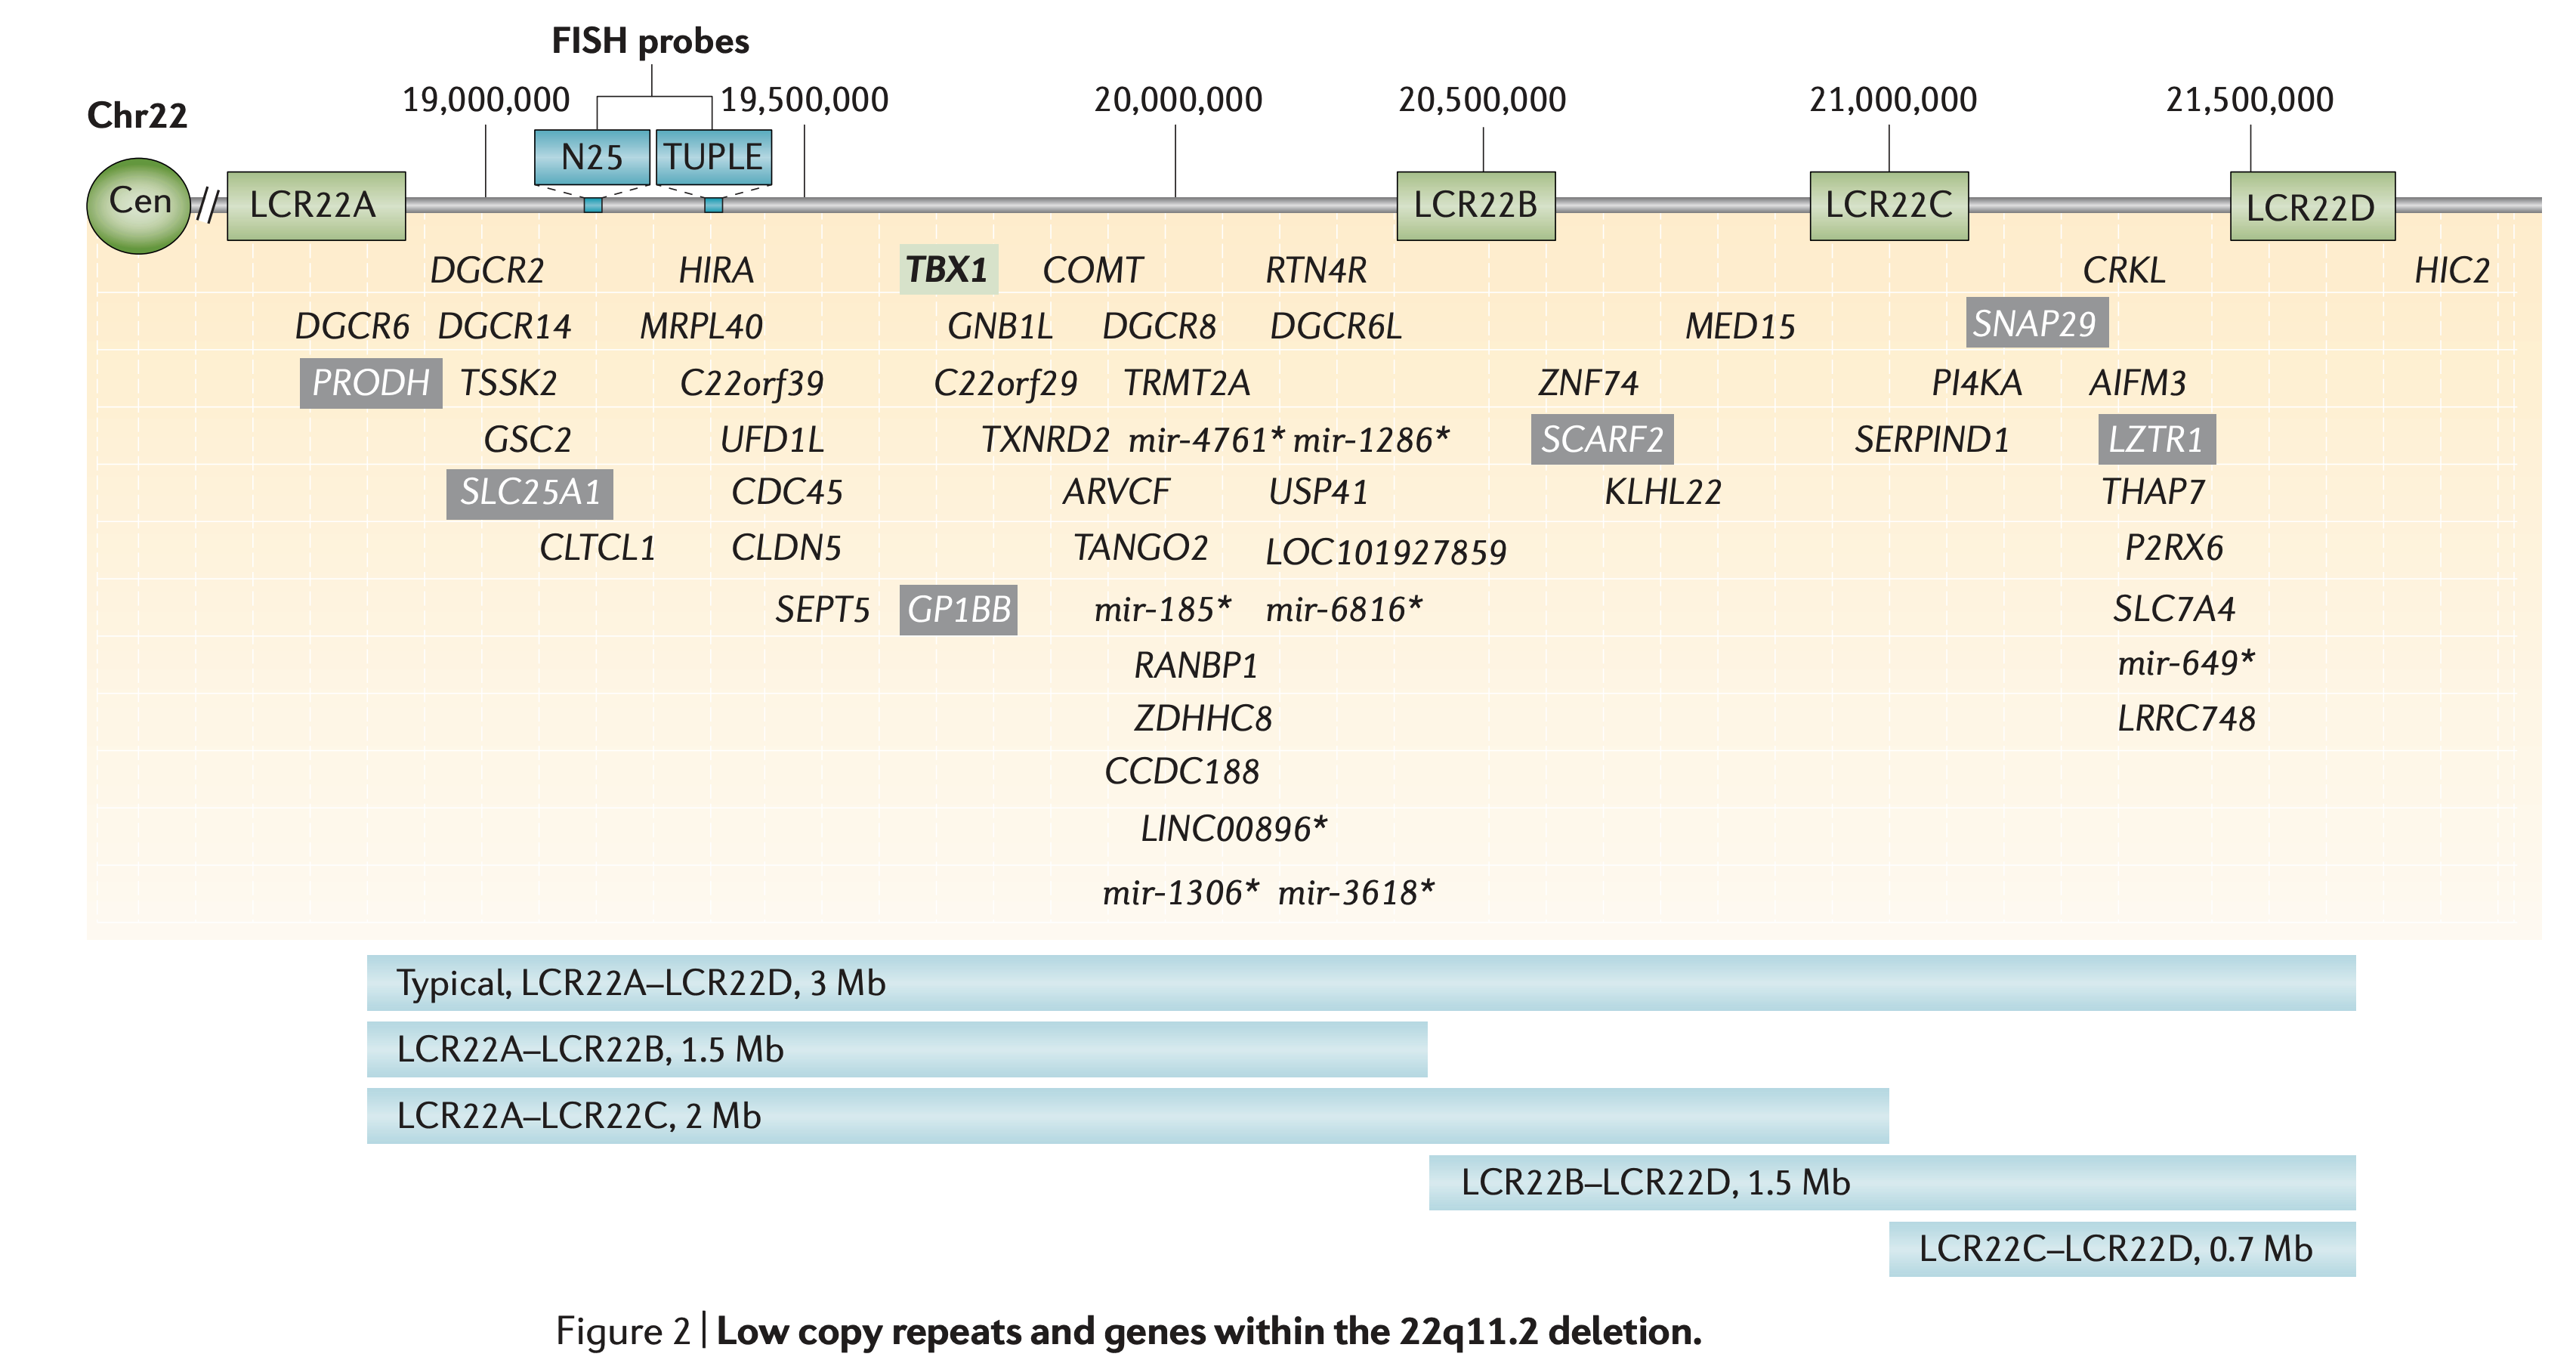 FISH probes
19,000,000 19,500,000 20,000,000 20,500,000 21,000,000 21,500,000
Chr22
N25 TUPLE
Cen LCR22A LCR22B LCR22C LCR22D
DGCR2 HIRA TBX1 COMT RTN4R CRKL HIC2
DGCR6 DGCR14 MRPL40 GNB1L DGCR8 DGCR6L MED15 SNAP29
PRODH TSSK2 C22orf39 C22orf29 TRMT2A ZNF74 PI4KA AIFM3
GSC2 UFD1L TXNRD2 mir-4761* mir-1286* SCARF2 SERPIND1 LZTR1
SLC25A1 CDC45 ARVCF USP41 KLHL22 THAP7
CLTCL1 CLDN5 TANGO2 LOC101927859 P2RX6
SEPT5 GP1BB mir-185* mir-6816* SLC7A4
RANBP1 mir-649*
ZDHHC8 LRRC748
CCDC188
LINC00896*
mir-1306* mir-3618*
Typical, LCR22A–LCR22D, 3 Mb
LCR22A–LCR22B, 1.5 Mb
LCR22A–LCR22C, 2 Mb
LCR22B–LCR22D, 1.5 Mb
LCR22C–LCR22D, 0.7 Mb
Figure 2 | Low copy repeats and genes within the 22q11.2 deletion.